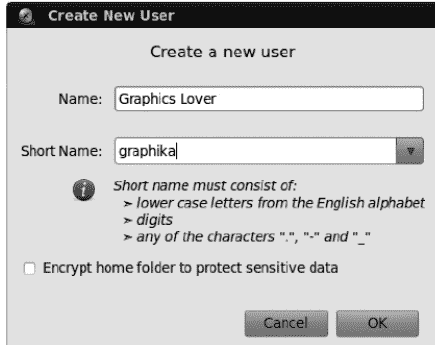 Create New User
Create a new user
Name: Graphics Lover
Short Name: graphika
Short name must consist of:
➢ lower case letters from the English alphabet
➢ digits
➢ any of the characters ".", "-" and "_"
Encrypt home folder to protect sensitive data
Cancel OK